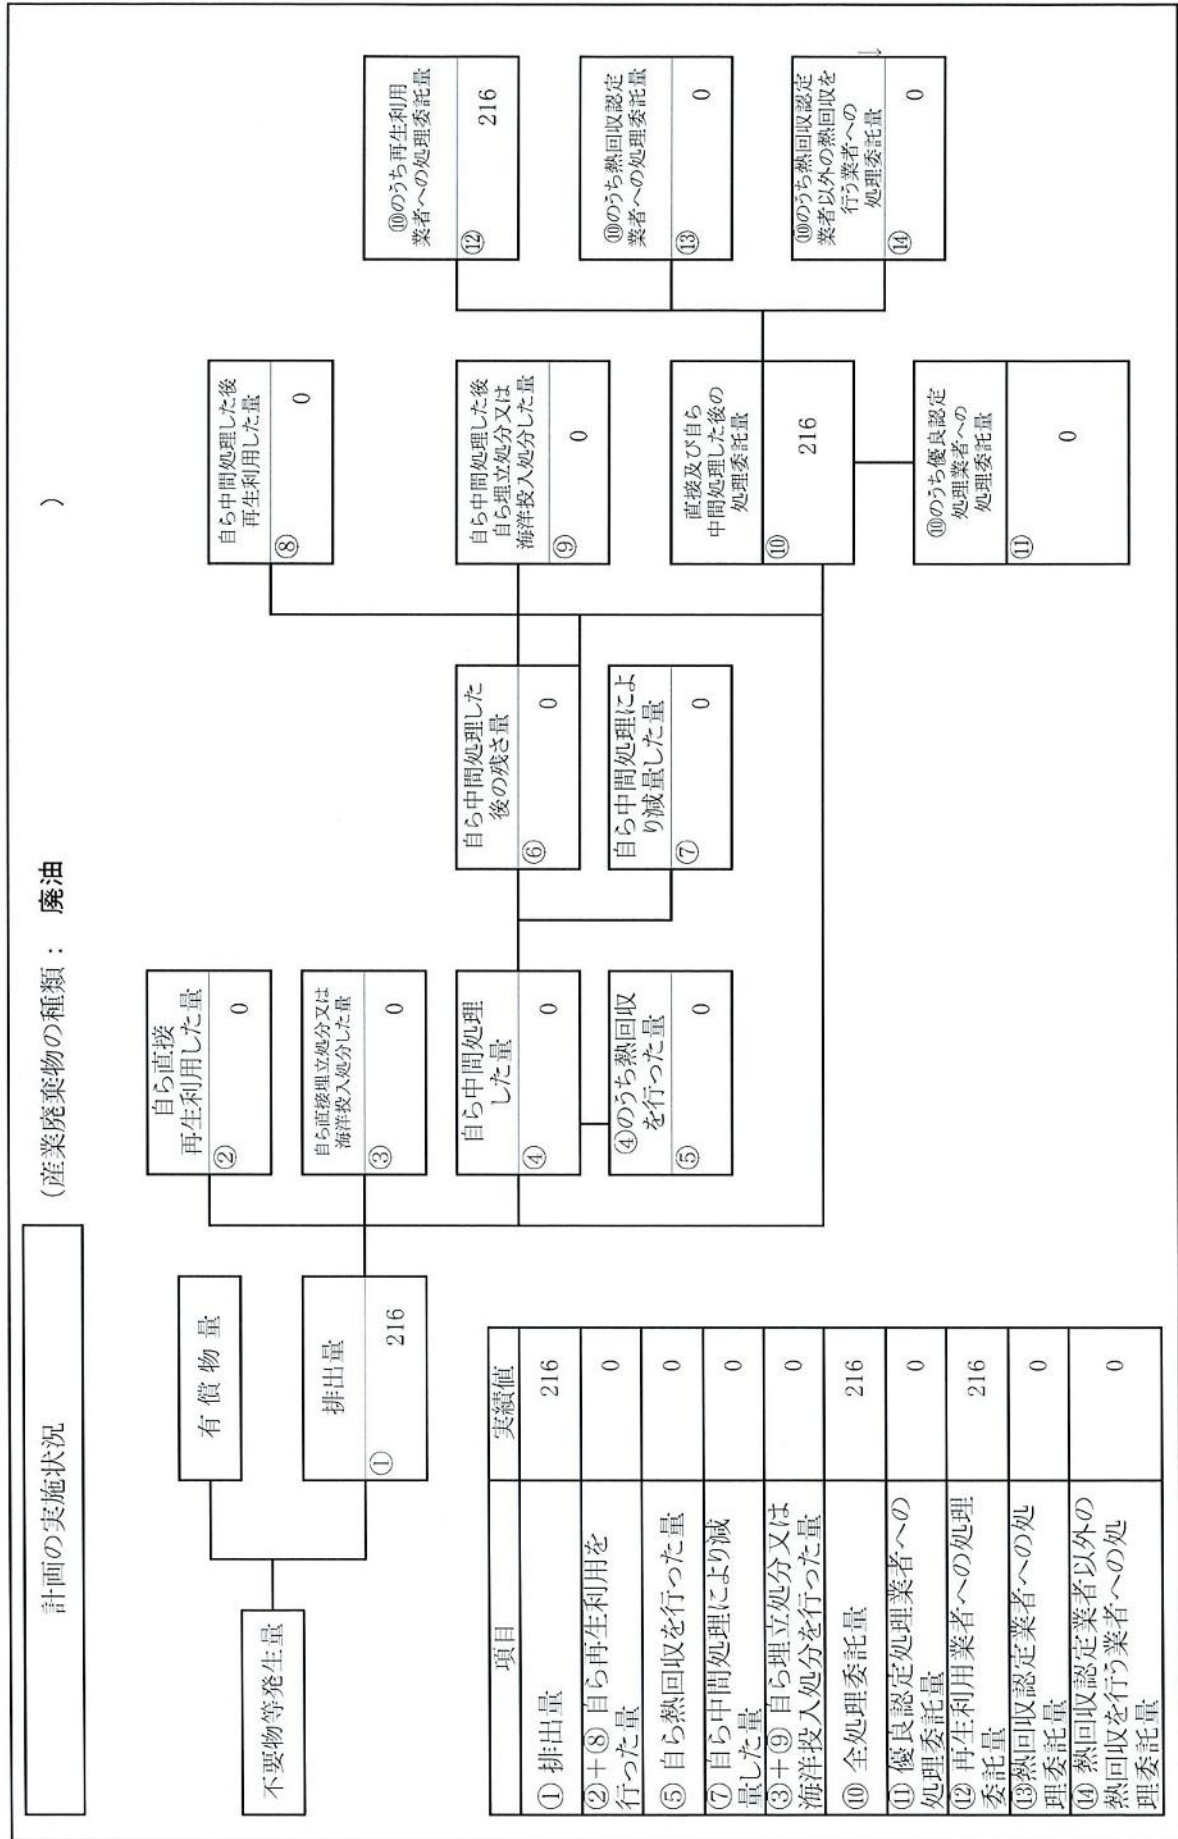 計画の実施状況
(産業廃棄物の種類： 廃油 )
不要物等発生量
有償物量
排出量
① 216
自ら直接
再生利用した量
② 0
自ら直接埋立処分又は
海洋投入処分した量
③ 0
自ら中間処理
した量
④ 0
④のうち熱回収
を行った量
⑤ 0
自ら中間処理した
後の残さ量
⑥ 0
自ら中間処理によ
り減量した量
⑦ 0
自ら中間処理した後
再生利用した量
⑧ 0
自ら中間処理した後
自ら埋立処分又は
海洋投入処分した量
⑨ 0
直接及び自ら
中間処理した後の
処理委託量
⑩ 216
⑩のうち優良認定
処理業者への
処理委託量
⑪ 0
⑩のうち再生利用
業者への処理委託量
⑫ 216
⑩のうち熱回収認定
業者への処理委託量
⑬ 0
⑩のうち熱回収認定
業者以外の熱回収を
行う業者への
処理委託量
⑭ 0
項目 実績値
① 排出量 216
②+⑧ 自ら再生利用を
行った量 0
⑤ 自ら熱回収を行った量 0
⑦ 自ら中間処理により減
量した量 0
③+⑨ 自ら埋立処分又は
海洋投入処分を行った量 0
⑩ 全処理委託量 216
⑪ 優良認定処理業者への
処理委託量 0
⑫ 再生利用業者への処理
委託量 216
⑬熱回収認定業者への処
理委託量 0
⑭ 熱回収認定業者以外の
熱回収を行う業者への処
理委託量 0